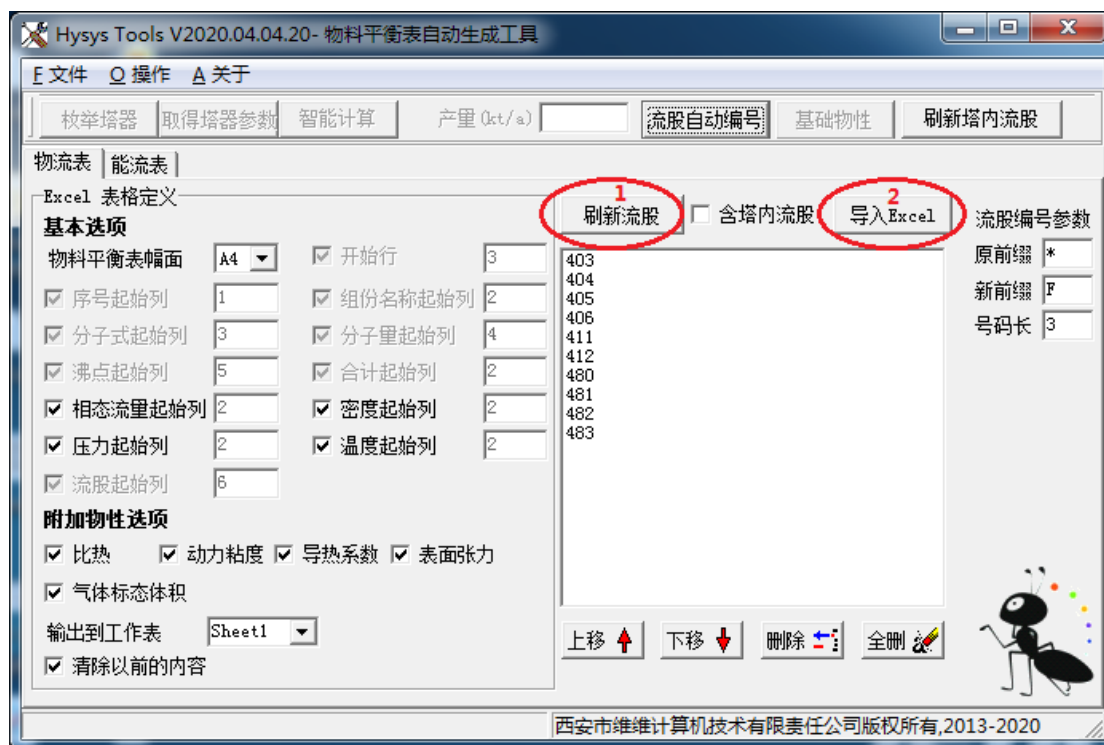 Hysys Tools V2020.04.04.20- 物料平衡表自动生成工具
F 文件 O 操作 A 关于
枚举塔器 取得塔器参数 智能计算 产量(kt/a) 流股自动编号 基础物性 刷新塔内流股
物流表 能流表
Excel 表格定义
基本选项
物料平衡表幅面 A4 开始行 3
序号起始列 1 组份名称起始列 2
分子式起始列 3 分子量起始列 4
沸点起始列 5 合计起始列 2
相态流量起始列 2 密度起始列 2
压力起始列 2 温度起始列 2
流股起始列 6
附加物性选项
比热 动力粘度 导热系数 表面张力
气体标态体积
输出到工作表 Sheet1
清除以前的内容
1 2
刷新流股 含塔内流股 导入Excel
403
404
405
406
411
412
480
481
482
483
上移 下移 删除 全删
流股编号参数
原前缀 *
新前缀 F
号码长 3
西安市维维计算机技术有限责任公司版权所有,2013-2020